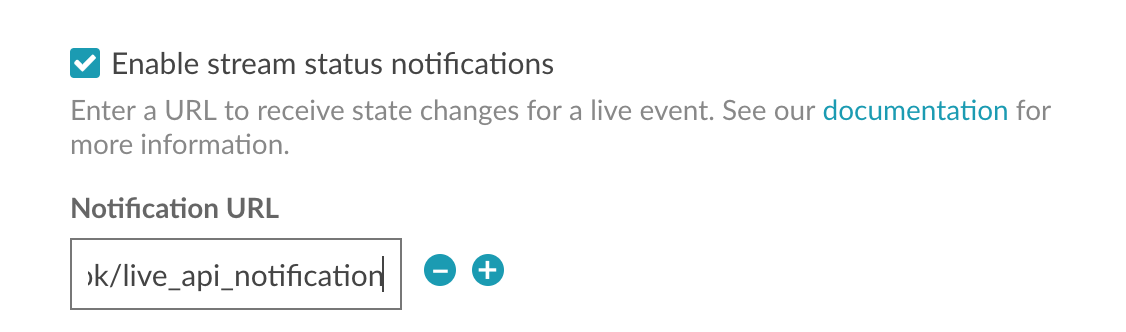 Enable stream status notifications
Enter a URL to receive state changes for a live event. See our documentation for
more information.
Notification URL
k/live_api_notification